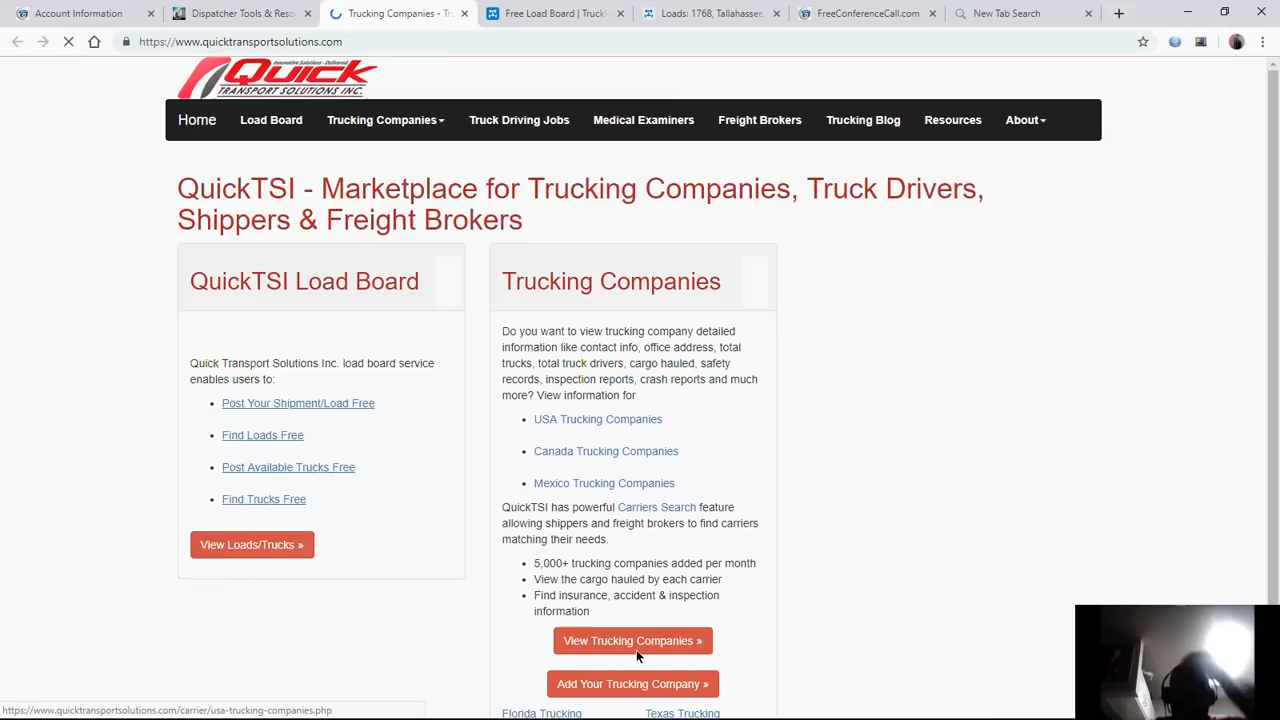 Account Information
Dispatcher Tools & Reso
Trucking Companies - Tr
Free Load Board | Truckl
Loads: 1768, Tallahassee
FreeConferenceCall.com
New Tab Search
https://www.quicktransportsolutions.com
Innovative Solutions - Delivered.
QUICK
TRANSPORT SOLUTIONS INC.
Home Load Board Trucking Companies Truck Driving Jobs Medical Examiners Freight Brokers Trucking Blog Resources About
QuickTSI - Marketplace for Trucking Companies, Truck Drivers,
Shippers & Freight Brokers
QuickTSI Load Board
Quick Transport Solutions Inc. load board service
enables users to:
• Post Your Shipment/Load Free
• Find Loads Free
• Post Available Trucks Free
• Find Trucks Free
View Loads/Trucks »
Trucking Companies
Do you want to view trucking company detailed
information like contact info, office address, total
trucks, total truck drivers, cargo hauled, safety
records, inspection reports, crash reports and much
more? View information for
• USA Trucking Companies
• Canada Trucking Companies
• Mexico Trucking Companies
QuickTSI has powerful Carriers Search feature
allowing shippers and freight brokers to find carriers
matching their needs.
• 5,000+ trucking companies added per month
• View the cargo hauled by each carrier
• Find insurance, accident & inspection
information
View Trucking Companies »
Add Your Trucking Company »
Florida Trucking Texas Trucking
https://www.quicktransportsolutions.com/carrier/usa-trucking-companies.php